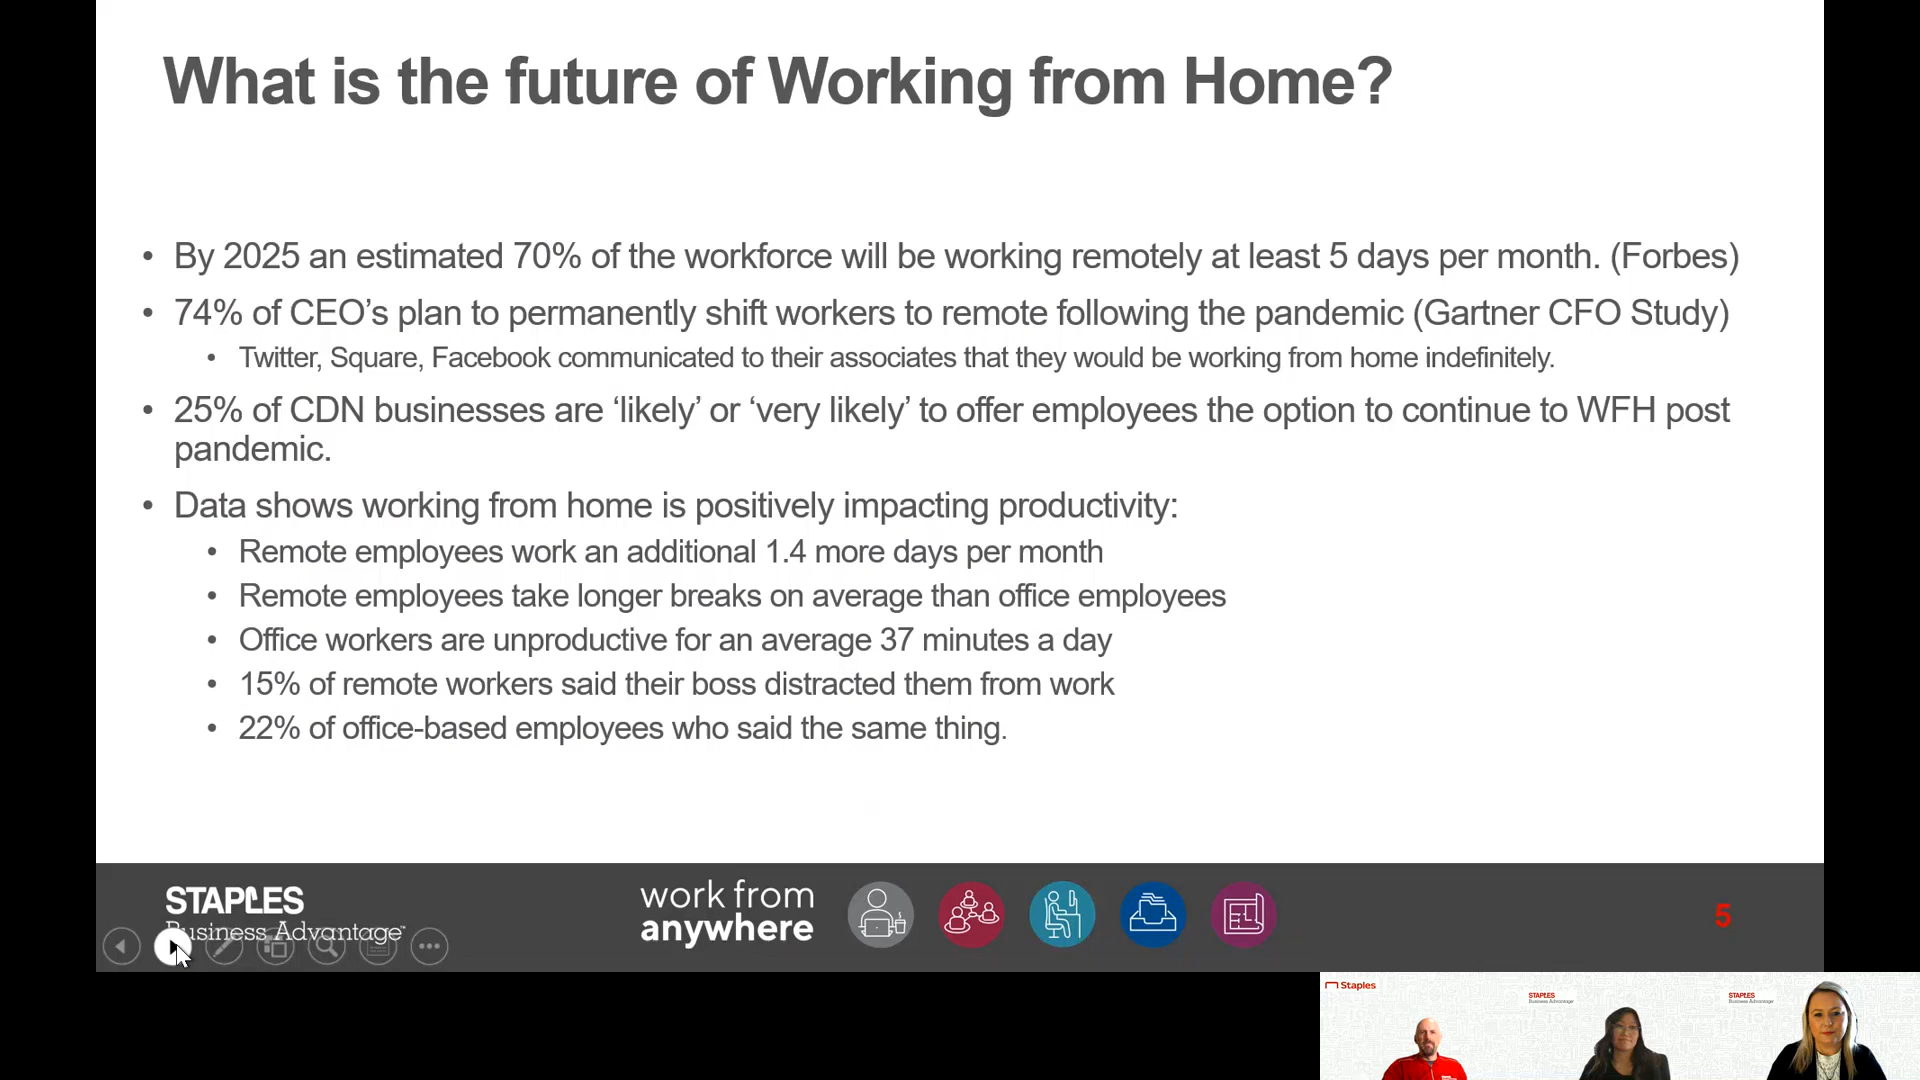 What is the future of Working from Home?
• By 2025 an estimated 70% of the workforce will be working remotely at least 5 days per month. (Forbes)
• 74% of CEO’s plan to permanently shift workers to remote following the pandemic (Gartner CFO Study)
• Twitter, Square, Facebook communicated to their associates that they would be working from home indefinitely.
• 25% of CDN businesses are ‘likely’ or ‘very likely’ to offer employees the option to continue to WFH post
pandemic.
• Data shows working from home is positively impacting productivity:
• Remote employees work an additional 1.4 more days per month
• Remote employees take longer breaks on average than office employees
• Office workers are unproductive for an average 37 minutes a day
• 15% of remote workers said their boss distracted them from work
• 22% of office-based employees who said the same thing.
STAPLES
Business Advantage™
work from
anywhere
5
Staples
STAPLES
Business Advantage
STAPLES
Business Advantage